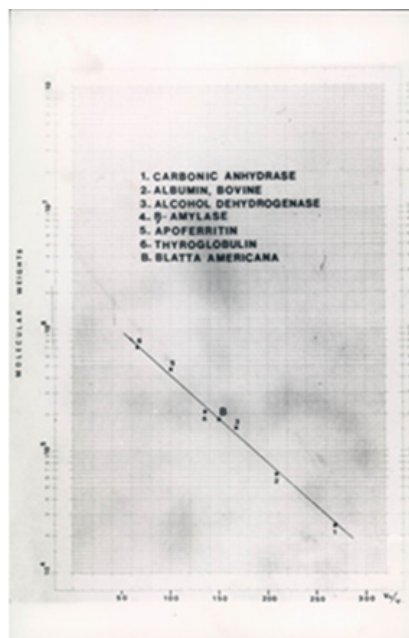 1. CARBONIC ANHYDRASE
2- ALBUMIN, BOVINE
3. ALCOHOL DEHYDROGENASE
4. β- AMYLASE
5. APOFERRITIN
6- THYROGLOBULIN
B. BLATTA AMERICANA
MOLECULAR WEIGHTS
B
50 100 150 200 250 300